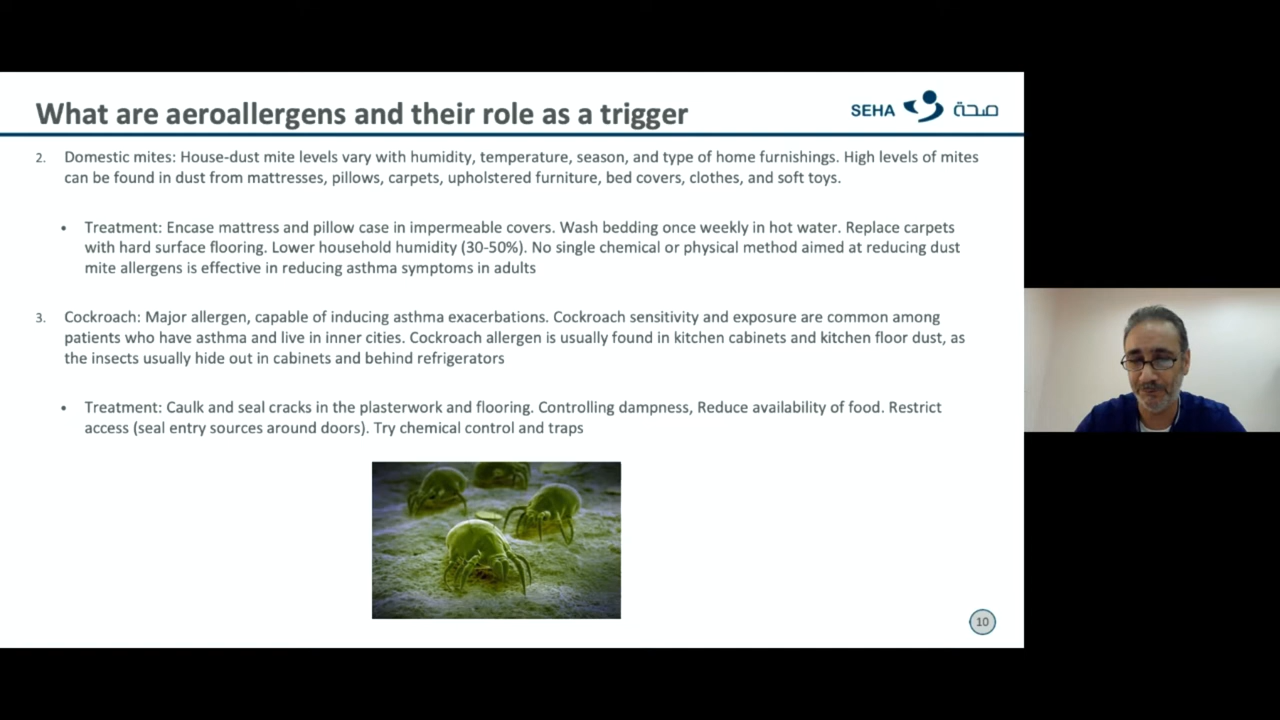 What are aeroallergens and their role as a trigger
SEHA صحة
2. Domestic mites: House-dust mite levels vary with humidity, temperature, season, and type of home furnishings. High levels of mites
can be found in dust from mattresses, pillows, carpets, upholstered furniture, bed covers, clothes, and soft toys.
• Treatment: Encase mattress and pillow case in impermeable covers. Wash bedding once weekly in hot water. Replace carpets
with hard surface flooring. Lower household humidity (30-50%). No single chemical or physical method aimed at reducing dust
mite allergens is effective in reducing asthma symptoms in adults
3. Cockroach: Major allergen, capable of inducing asthma exacerbations. Cockroach sensitivity and exposure are common among
patients who have asthma and live in inner cities. Cockroach allergen is usually found in kitchen cabinets and kitchen floor dust, as
the insects usually hide out in cabinets and behind refrigerators
• Treatment: Caulk and seal cracks in the plasterwork and flooring. Controlling dampness, Reduce availability of food. Restrict
access (seal entry sources around doors). Try chemical control and traps
10